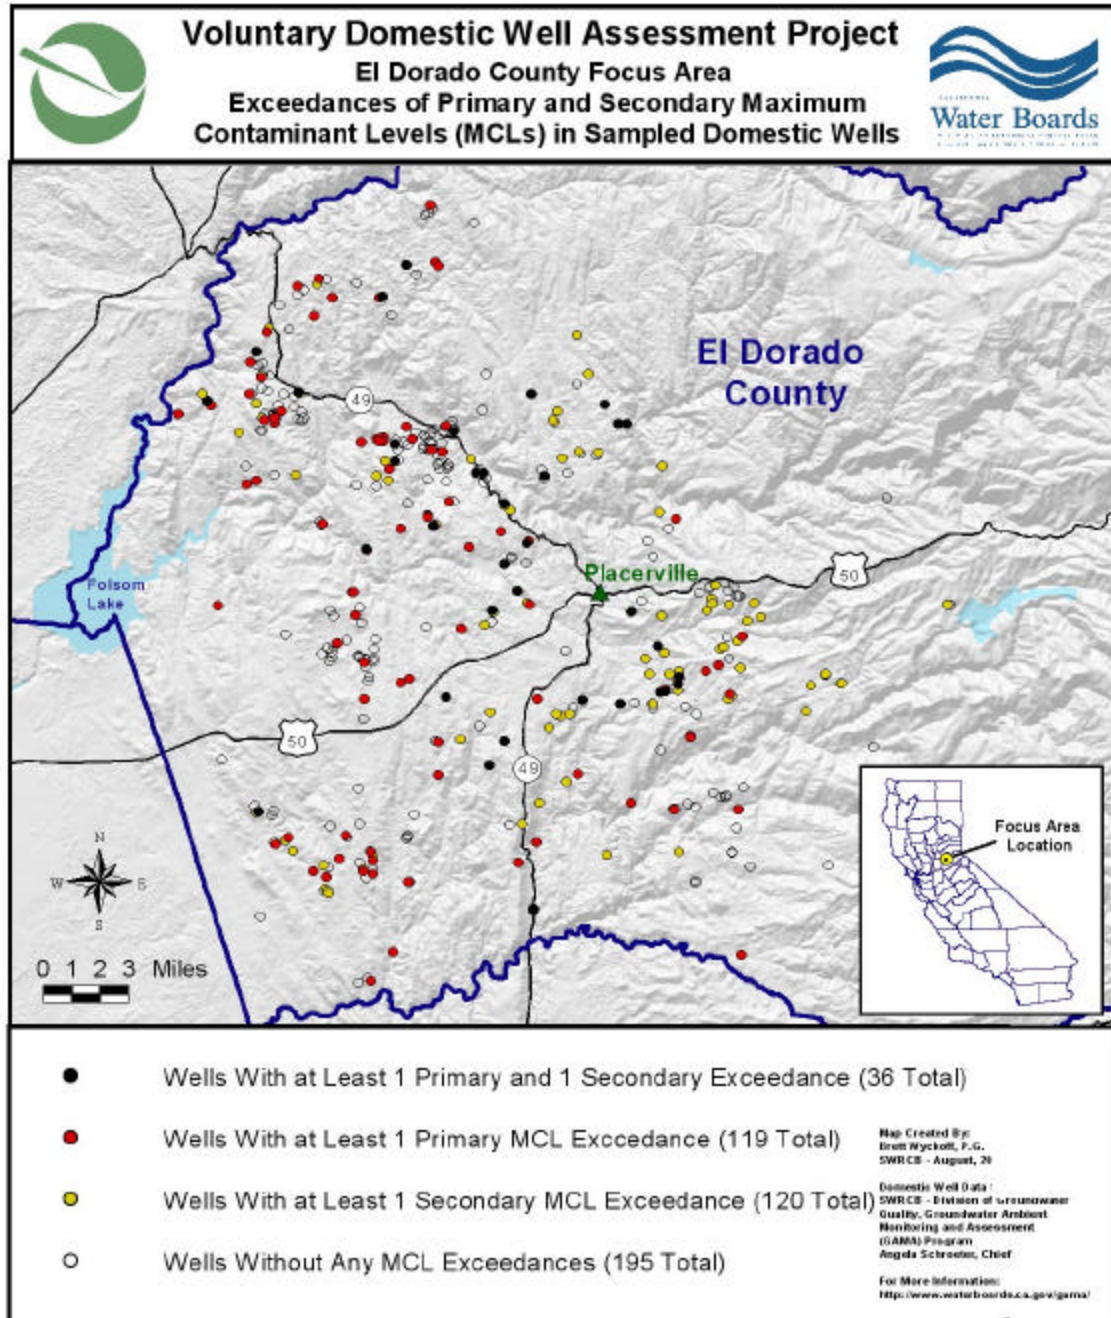 Voluntary Domestic Well Assessment Project
El Dorado County Focus Area
Exceedances of Primary and Secondary Maximum
Contaminant Levels (MCLs) in Sampled Domestic Wells
Water Boards
El Dorado
County
49
Placerville
50
Folsom
Lake
50
49
Focus Area
Location
N
W
S
0 1 2 3 Miles
Wells With at Least 1 Primary and 1 Secondary Exceedance (36 Total)
Wells With at Least 1 Primary MCL Exccedance (119 Total)
Wells With at Least 1 Secondary MCL Exceedance (120 Total)
Wells Without Any MCL Exceedances (195 Total)
Map Created By:
Brett Wyckoff, P.G.
SWRCB - August, 20
Domestic Well Data :
SWRCB - Division of Groundwater
Quality, Groundwater Ambient
Monitoring and Assessment
(GAMA) Program
Angela Schroeter, Chief
For More Information:
http://www.waterboards.ca.gov/gama/